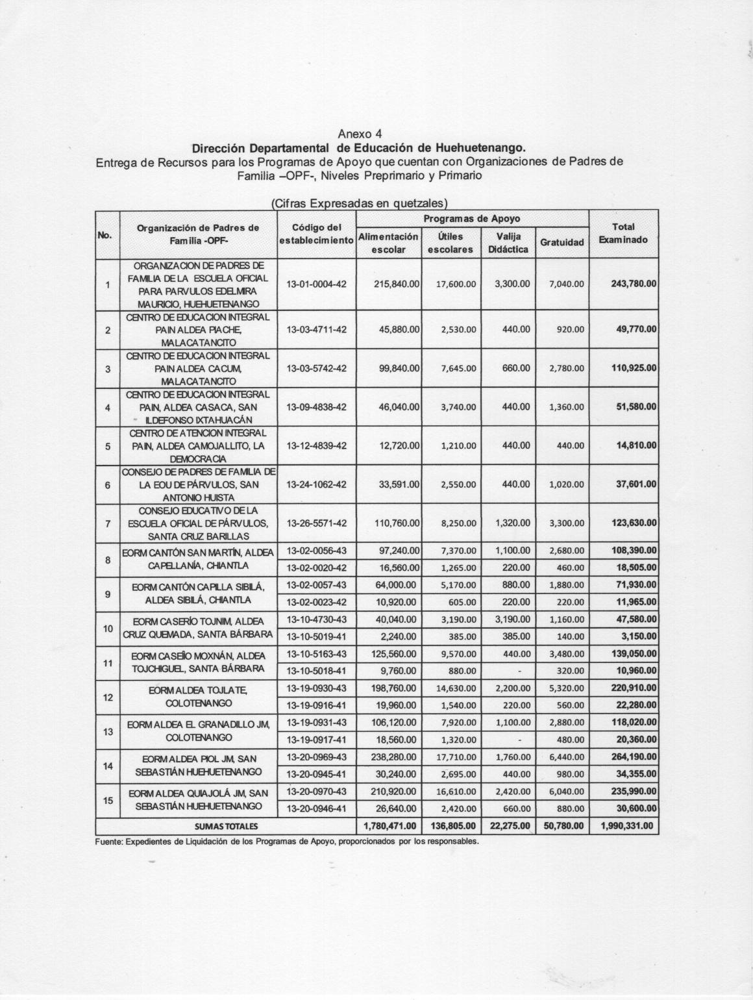 Anexo 4
Dirección Departamental de Educación de Huehuetenango.
Entrega de Recursos para los Programas de Apoyo que cuentan con Organizaciones de Padres de
Familia –OPF-, Niveles Preprimario y Primario
(Cifras Expresadas en quetzales)
No. Organización de Padres de Familia -OPF- Código del establecimiento Programas de Apoyo Total Examinado
Alimentación escolar Útiles escolares Valija Didáctica Gratuidad
1 ORGANIZACION DE PADRES DE FAMILIA DE LA ESCUELA OFICIAL PARA PARVULOS EDELMIRA MAURICIO, HUEHUETENANGO 13-01-0004-42 215,840.00 17,600.00 3,300.00 7,040.00 243,780.00
2 CENTRO DE EDUCACION INTEGRAL PAIN ALDEA PIACHE, MALACATANCITO 13-03-4711-42 45,880.00 2,530.00 440.00 920.00 49,770.00
3 CENTRO DE EDUCACION INTEGRAL PAIN ALDEA CACUM, MALACATANCITO 13-03-5742-42 99,840.00 7,645.00 660.00 2,780.00 110,925.00
4 CENTRO DE EDUCACION INTEGRAL PAIN, ALDEA CASACA, SAN ILDEFONSO IXTAHUACÁN 13-09-4838-42 46,040.00 3,740.00 440.00 1,360.00 51,580.00
5 CENTRO DE ATENCION INTEGRAL PAIN, ALDEA CAMOJALLITO, LA DEMOCRACIA 13-12-4839-42 12,720.00 1,210.00 440.00 440.00 14,810.00
6 CONSEJO DE PADRES DE FAMILIA DE LA EOU DE PÁRVULOS, SAN ANTONIO HUISTA 13-24-1062-42 33,591.00 2,550.00 440.00 1,020.00 37,601.00
7 CONSEJO EDUCATIVO DE LA ESCUELA OFICIAL DE PÁRVULOS, SANTA CRUZ BARILLAS 13-26-5571-42 110,760.00 8,250.00 1,320.00 3,300.00 123,630.00
8 EORM CANTÓN SAN MARTÍN, ALDEA CAPELLANÍA, CHIANTLA 13-02-0056-43 97,240.00 7,370.00 1,100.00 2,680.00 108,390.00
13-02-0020-42 16,560.00 1,265.00 220.00 460.00 18,505.00
9 EORM CANTÓN CAPILLA SIBILÁ, ALDEA SIBILÁ, CHIANTLA 13-02-0057-43 64,000.00 5,170.00 880.00 1,880.00 71,930.00
13-02-0023-42 10,920.00 605.00 220.00 220.00 11,965.00
10 EORM CASERÍO TOJNIM, ALDEA CRUZ QUEMADA, SANTA BÁRBARA 13-10-4730-43 40,040.00 3,190.00 3,190.00 1,160.00 47,580.00
13-10-5019-41 2,240.00 385.00 385.00 140.00 3,150.00
11 EORM CASEÍIO MOXNÁN, ALDEA TOJCHIGUEL, SANTA BÁRBARA 13-10-5163-43 125,560.00 9,570.00 440.00 3,480.00 139,050.00
13-10-5018-41 9,760.00 880.00 - 320.00 10,960.00
12 EORM ALDEA TOJLATE, COLOTENANGO 13-19-0930-43 198,760.00 14,630.00 2,200.00 5,320.00 220,910.00
13-19-0916-41 19,960.00 1,540.00 220.00 560.00 22,280.00
13 EORM ALDEA EL GRANADILLO JM, COLOTENANGO 13-19-0931-43 106,120.00 7,920.00 1,100.00 2,880.00 118,020.00
13-19-0917-41 18,560.00 1,320.00 - 480.00 20,360.00
14 EORM ALDEA PIOL JM, SAN SEBASTIÁN HUEHUETENANGO 13-20-0969-43 238,280.00 17,710.00 1,760.00 6,440.00 264,190.00
13-20-0945-41 30,240.00 2,695.00 440.00 980.00 34,355.00
15 EORM ALDEA QUIAJOLÁ JM, SAN SEBASTIÁN HUEHUETENANGO 13-20-0970-43 210,920.00 16,610.00 2,420.00 6,040.00 235,990.00
13-20-0946-41 26,640.00 2,420.00 660.00 880.00 30,600.00
SUMAS TOTALES 1,780,471.00 136,805.00 22,275.00 50,780.00 1,990,331.00
Fuente: Expedientes de Liquidación de los Programas de Apoyo, proporcionados por los responsables.